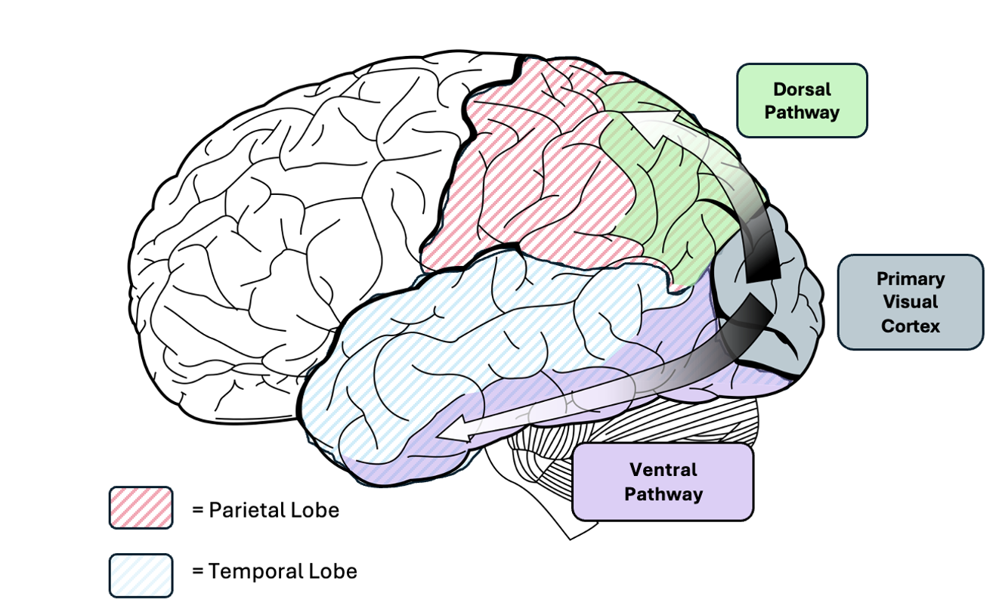 Dorsal
Pathway
Primary
Visual
Cortex
Ventral
Pathway
= Parietal Lobe
= Temporal Lobe